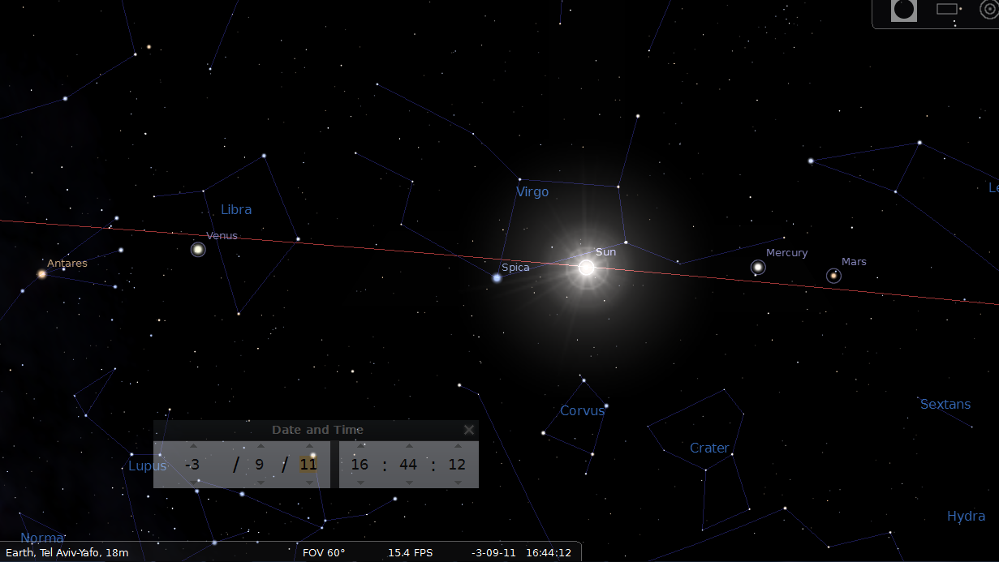 Virgo
Le
Libra
Venus
Sun
Mercury
Mars
Antares
Spica
Sextans
Corvus
Date and Time
Crater
-3 / 9 / 11 16 : 44 : 12
Lupus
Hydra
Norma
Earth, Tel Aviv-Yafo, 18m FOV 60° 15.4 FPS -3-09-11 16:44:12